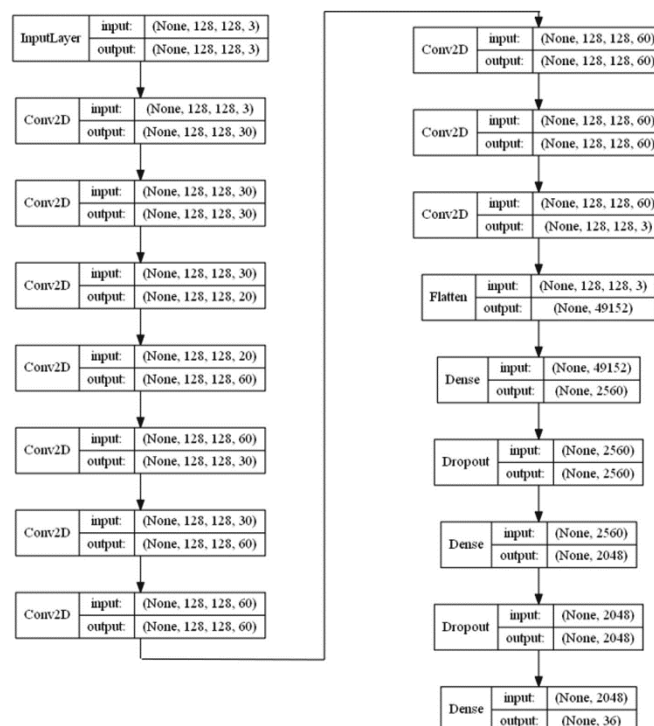 InputLayer input: (None, 128, 128, 3)
output: (None, 128, 128, 3)
Conv2D input: (None, 128, 128, 3)
output: (None, 128, 128, 30)
Conv2D input: (None, 128, 128, 30)
output: (None, 128, 128, 30)
Conv2D input: (None, 128, 128, 30)
output: (None, 128, 128, 20)
Conv2D input: (None, 128, 128, 20)
output: (None, 128, 128, 60)
Conv2D input: (None, 128, 128, 60)
output: (None, 128, 128, 30)
Conv2D input: (None, 128, 128, 30)
output: (None, 128, 128, 60)
Conv2D input: (None, 128, 128, 60)
output: (None, 128, 128, 60)
Conv2D input: (None, 128, 128, 60)
output: (None, 128, 128, 60)
Conv2D input: (None, 128, 128, 60)
output: (None, 128, 128, 60)
Conv2D input: (None, 128, 128, 60)
output: (None, 128, 128, 3)
Flatten input: (None, 128, 128, 3)
output: (None, 49152)
Dense input: (None, 49152)
output: (None, 2560)
Dropout input: (None, 2560)
output: (None, 2560)
Dense input: (None, 2560)
output: (None, 2048)
Dropout input: (None, 2048)
output: (None, 2048)
Dense input: (None, 2048)
output: (None, 36)